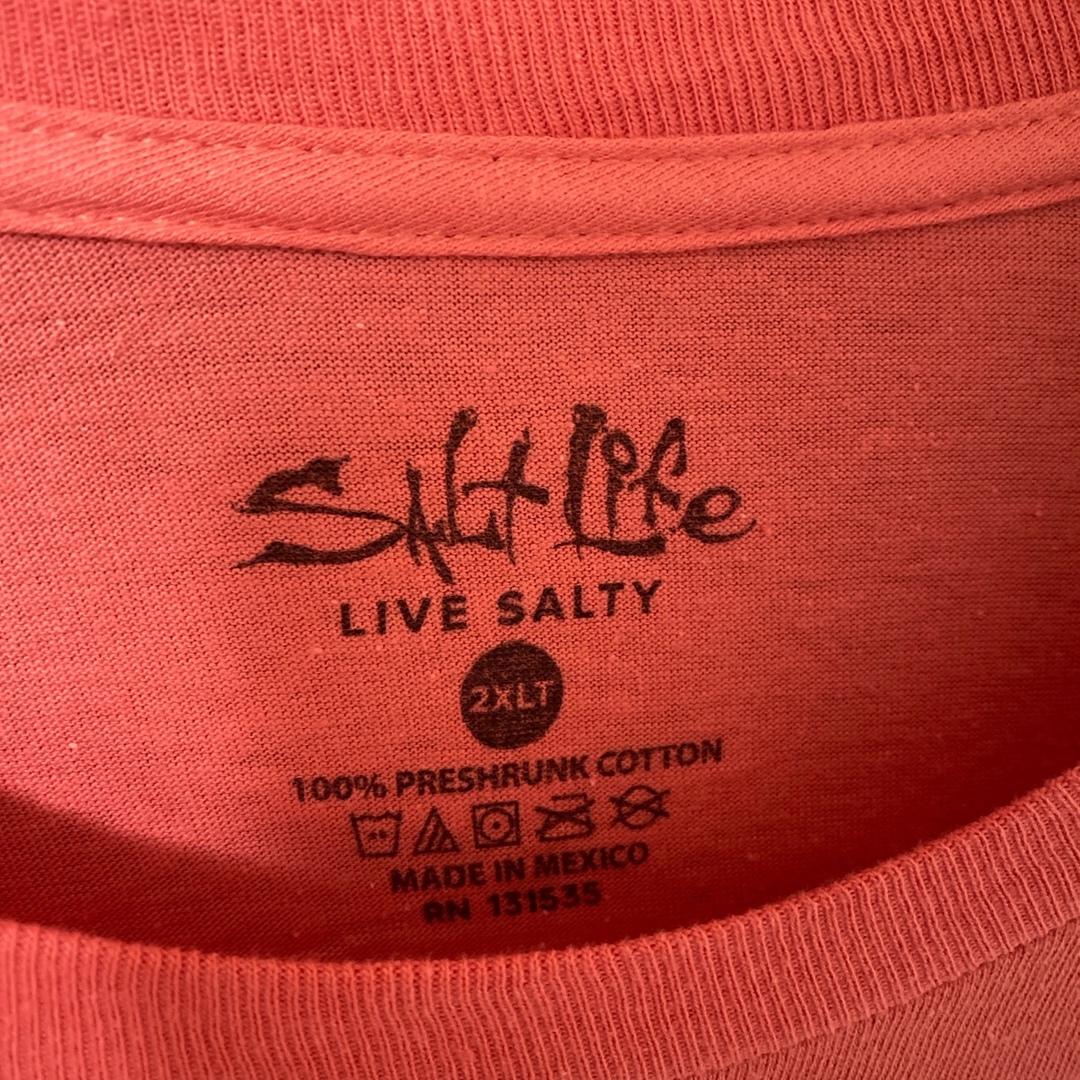 Salt Life
LIVE SALTY
2XLT
100% PRESHRUNK COTTON
MADE IN MEXICO
RN 131535